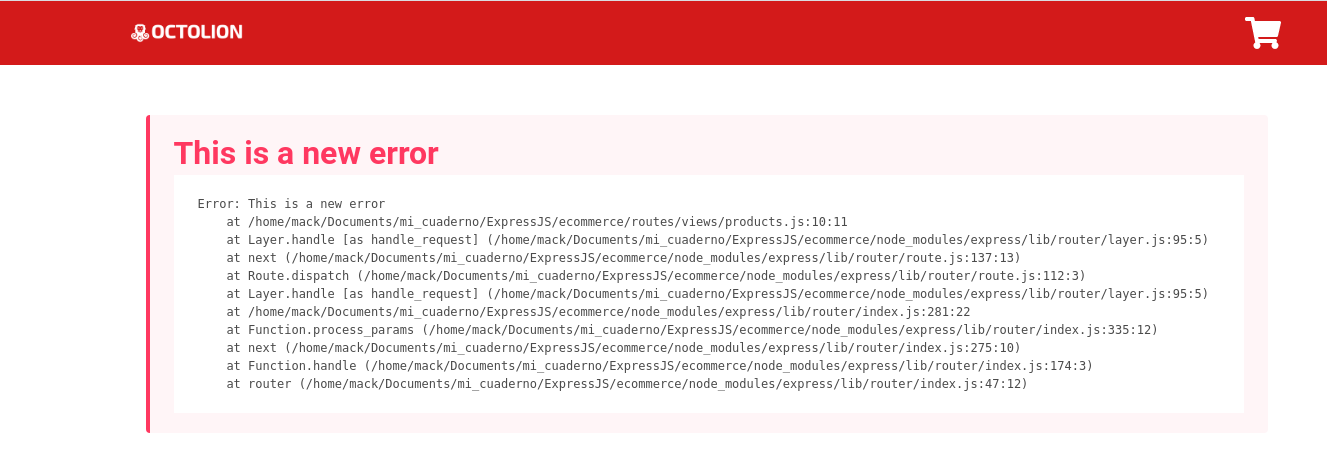 OCTOLION
This is a new error
Error: This is a new error
    at /home/mack/Documents/mi_cuaderno/ExpressJS/ecommerce/routes/views/products.js:10:11
    at Layer.handle [as handle_request] (/home/mack/Documents/mi_cuaderno/ExpressJS/ecommerce/node_modules/express/lib/router/layer.js:95:5)
    at next (/home/mack/Documents/mi_cuaderno/ExpressJS/ecommerce/node_modules/express/lib/router/route.js:137:13)
    at Route.dispatch (/home/mack/Documents/mi_cuaderno/ExpressJS/ecommerce/node_modules/express/lib/router/route.js:112:3)
    at Layer.handle [as handle_request] (/home/mack/Documents/mi_cuaderno/ExpressJS/ecommerce/node_modules/express/lib/router/layer.js:95:5)
    at /home/mack/Documents/mi_cuaderno/ExpressJS/ecommerce/node_modules/express/lib/router/index.js:281:22
    at Function.process_params (/home/mack/Documents/mi_cuaderno/ExpressJS/ecommerce/node_modules/express/lib/router/index.js:335:12)
    at next (/home/mack/Documents/mi_cuaderno/ExpressJS/ecommerce/node_modules/express/lib/router/index.js:275:10)
    at Function.handle (/home/mack/Documents/mi_cuaderno/ExpressJS/ecommerce/node_modules/express/lib/router/index.js:174:3)
    at router (/home/mack/Documents/mi_cuaderno/ExpressJS/ecommerce/node_modules/express/lib/router/index.js:47:12)